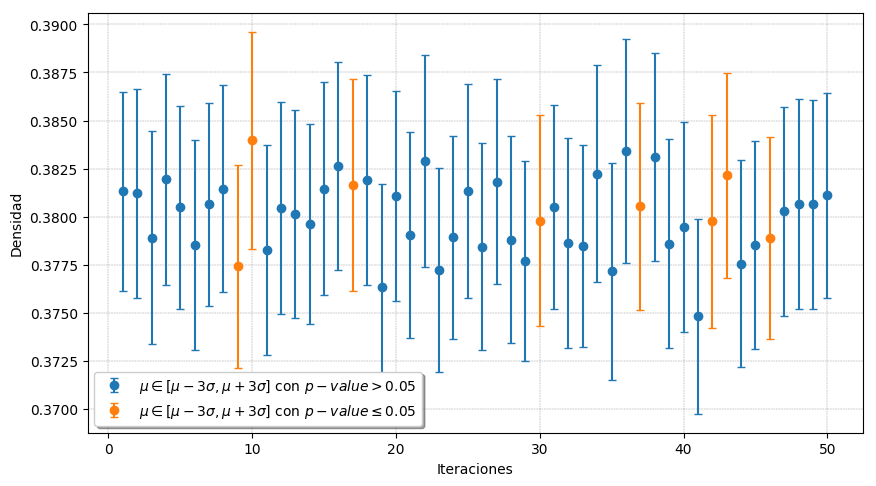 0.3900
0.3875
0.3850
0.3825
0.3800
0.3775
0.3750
0.3725
0.3700
Densidad
μ ∈ [μ − 3σ, μ + 3σ] con p − value > 0.05
μ ∈ [μ − 3σ, μ + 3σ] con p − value ≤ 0.05
0 10 20 30 40 50
Iteraciones